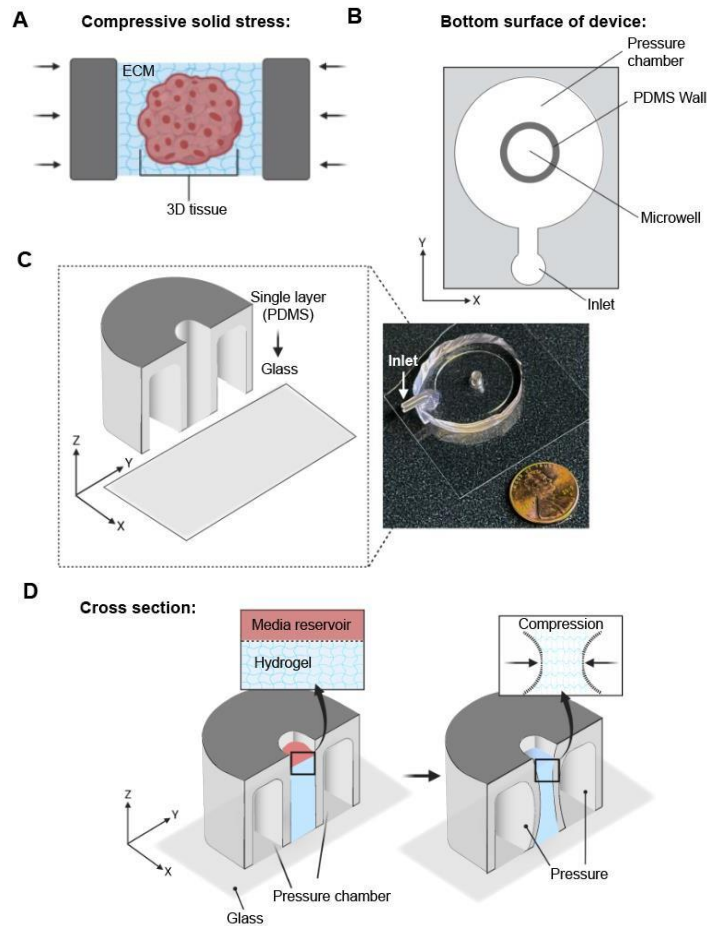 A
Compressive solid stress:
ECM
3D tissue
B
Bottom surface of device:
Pressure
chamber
PDMS Wall
Microwell
Inlet
Y
X
C
Single layer
(PDMS)
Glass
Z
Y
X
Inlet
D
Cross section:
Media reservoir
Hydrogel
Compression
Z
Y
X
Pressure chamber
Glass
Pressure